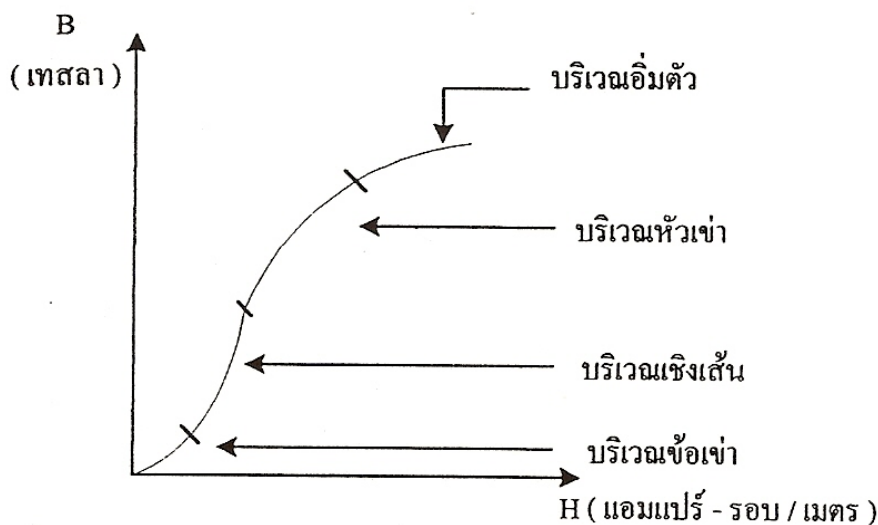 B
( เทสลา )
บริเวณอิ่มตัว
บริเวณหัวเข่า
บริเวณเชิงเส้น
บริเวณข้อเข่า
H ( แอมแปร์ - รอบ / เมตร )